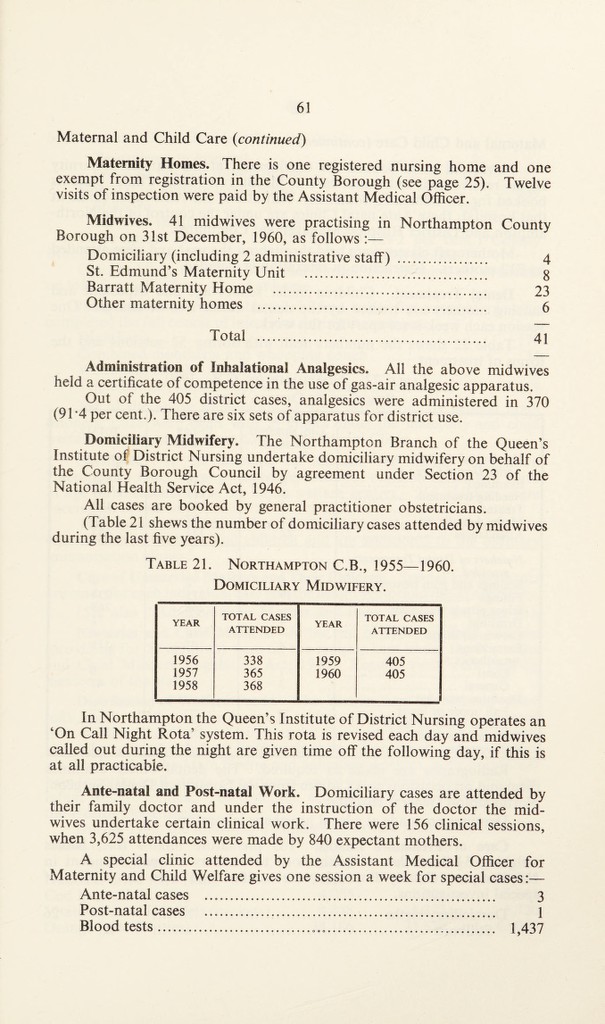 61
Maternal and Child Care (continued)
Maternity Homes. There is one registered nursing home and one
exempt from registration in the County Borough (see page 25). Twelve
visits of inspection were paid by the Assistant Medical Officer.
Midwives. 41 midwives were practising in Northampton County
Borough on 31st December, 1960, as follows :—
Domiciliary (including 2 administrative staff) .................. 4
St. Edmund's Maternity Unit .................................... 8
Barratt Maternity Home .......................................... 23
Other maternity homes ............................................. 6
Total ............................................. 41
Administration of Inhalational Analgesics. All the above midwives
held a certificate of competence in the use of gas-air analgesic apparatus.
Out of the 405 district cases, analgesics were administered in 370
(91·4 per cent.). There are six sets of apparatus for district use.
Domiciliary Midwifery. The Northampton Branch of the Queen's
Institute of District Nursing undertake domiciliary midwifery on behalf of
the County Borough Council by agreement under Section 23 of the
National Health Service Act, 1946.
All cases are booked by general practitioner obstetricians.
(Table 21 shews the number of domiciliary cases attended by midwives
during the last five years).
TABLE 21. NORTHAMPTON C.B., 1955—1960.
DOMICILIARY MIDWIFERY.
YEAR TOTAL CASES ATTENDED YEAR TOTAL CASES ATTENDED
1956 338 1959 405
1957 365 1960 405
1958 368
In Northampton the Queen's Institute of District Nursing operates an
'On Call Night Rota' system. This rota is revised each day and midwives
called out during the night are given time off the following day, if this is
at all practicable.
Ante-natal and Post-natal Work. Domiciliary cases are attended by
their family doctor and under the instruction of the doctor the mid-
wives undertake certain clinical work. There were 156 clinical sessions,
when 3,625 attendances were made by 840 expectant mothers.
A special clinic attended by the Assistant Medical Officer for
Maternity and Child Welfare gives one session a week for special cases:—
Ante-natal cases ......................................................... 3
Post-natal cases ......................................................... 1
Blood tests .................................................................. 1,437